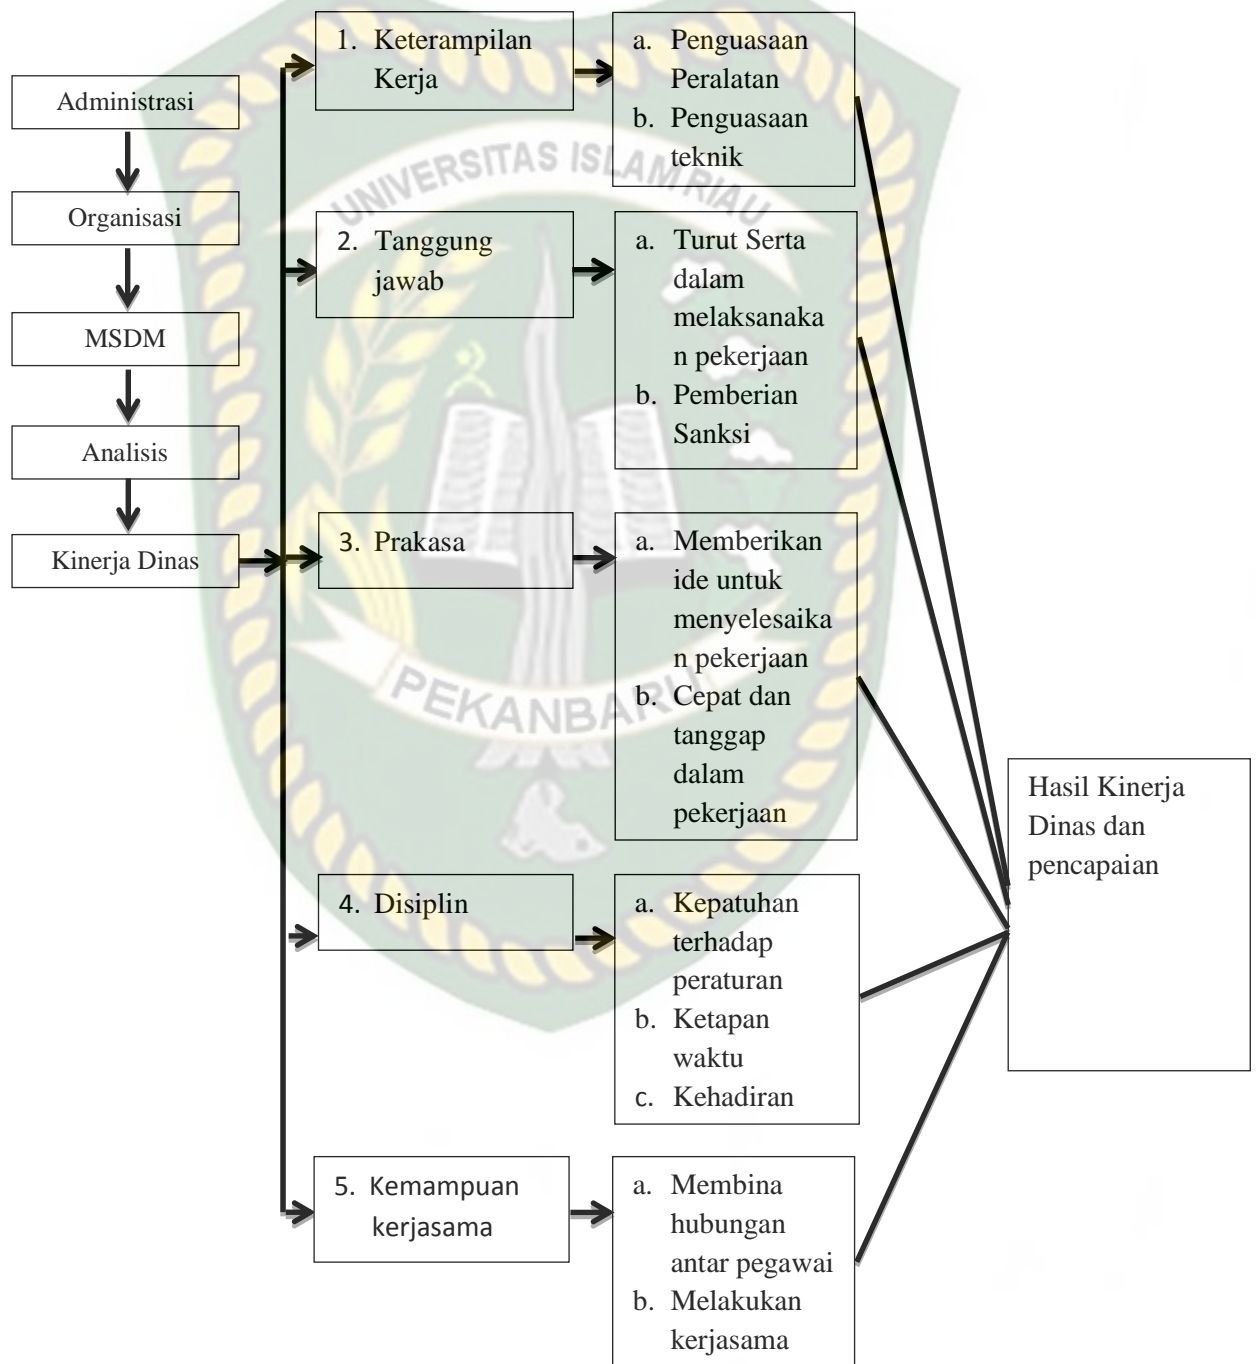 Administrasi
Organisasi
MSDM
Analisis
Kinerja Dinas
1. Keterampilan
Kerja
a. Penguasaan
Peralatan
b. Penguasaan
teknik
2. Tanggung
jawab
a. Turut Serta
dalam
melaksanaka
n pekerjaan
b. Pemberian
Sanksi
3. Prakasa
a. Memberikan
ide untuk
menyelesaika
n pekerjaan
b. Cepat dan
tanggap
dalam
pekerjaan
4. Disiplin
a. Kepatuhan
terhadap
peraturan
b. Ketapan
waktu
c. Kehadiran
5. Kemampuan
kerjasama
a. Membina
hubungan
antar pegawai
b. Melakukan
kerjasama
Hasil Kinerja
Dinas dan
pencapaian
UNIVERSITAS ISLAM RIAU
PEKANBARU